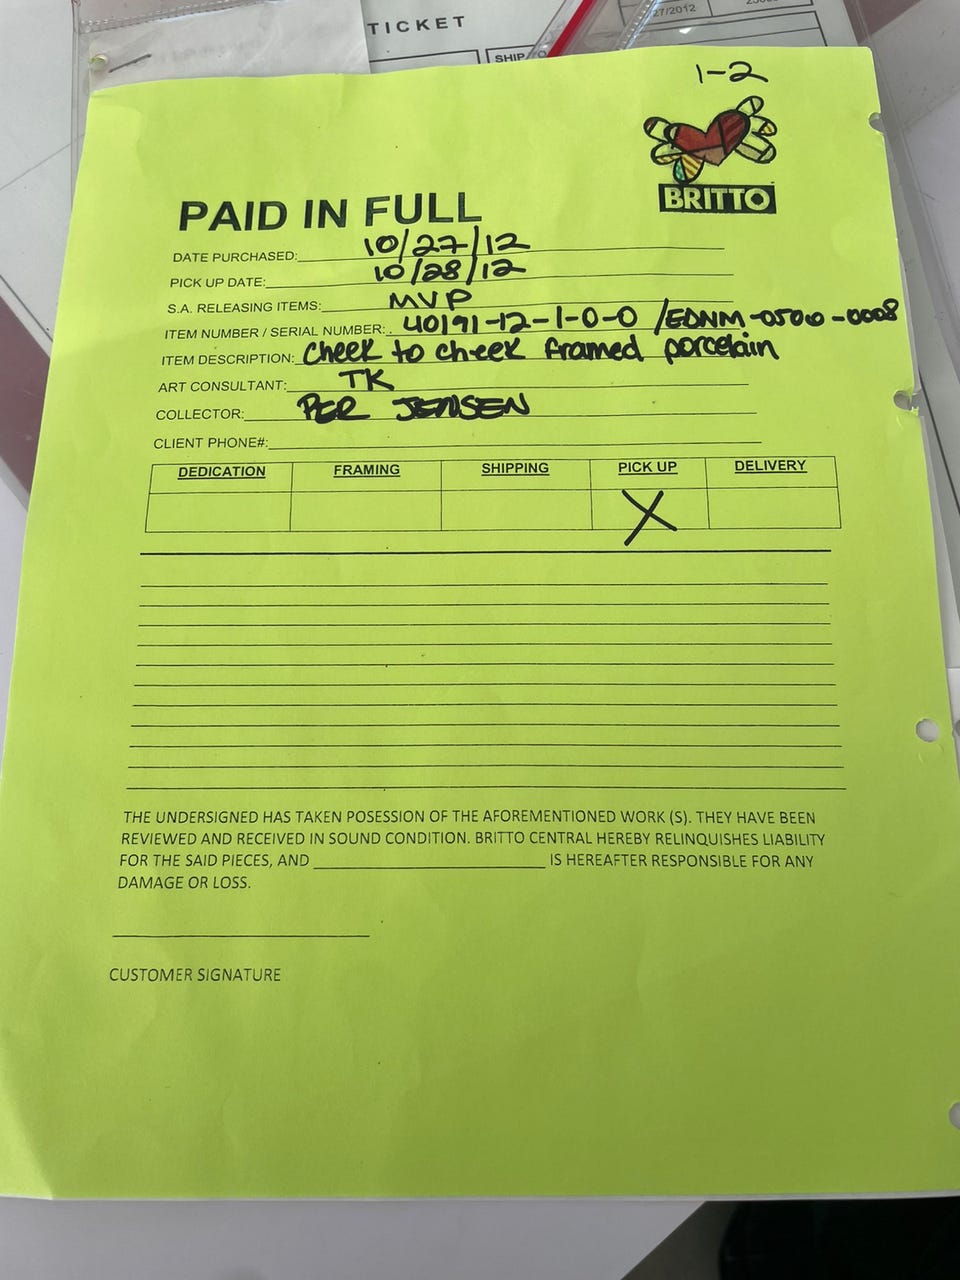 TICKET
27/2012
SHIP
1-2
BRITTO
PAID IN FULL
DATE PURCHASED: 10/27/12
PICK UP DATE: 10/28/12
S.A. RELEASING ITEMS: MVP
ITEM NUMBER / SERIAL NUMBER: 40191-12-1-0-0 /EDNM-0500-0008
ITEM DESCRIPTION: Cheek to cheek framed porcelain
ART CONSULTANT: TK
COLLECTOR: PER JENSEN
CLIENT PHONE#:
DEDICATION FRAMING SHIPPING PICK UP DELIVERY
X
THE UNDERSIGNED HAS TAKEN POSESSION OF THE AFOREMENTIONED WORK (S). THEY HAVE BEEN
REVIEWED AND RECEIVED IN SOUND CONDITION. BRITTO CENTRAL HEREBY RELINQUISHES LIABILITY
FOR THE SAID PIECES, AND IS HEREAFTER RESPONSIBLE FOR ANY
DAMAGE OR LOSS.
CUSTOMER SIGNATURE